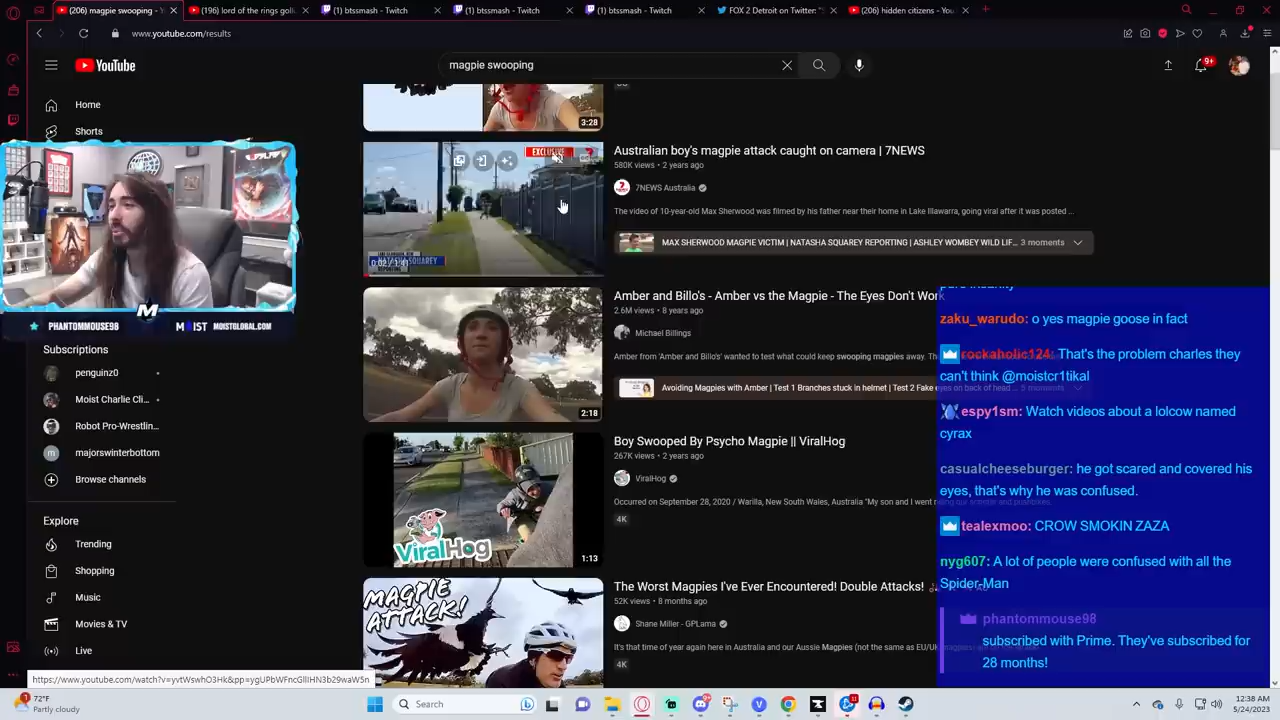 (206) magpie swooping - Y
(196) lord of the rings goll
(1) btssmash - Twitch
(1) btssmash - Twitch
(1) btssmash - Twitch
FOX 2 Detroit on Twitter: "S
(206) hidden citizens - You
www.youtube.com/results
YouTube
magpie swooping
9+
Home
Shorts
3:28
Australian boy's magpie attack caught on camera | 7NEWS
580K views • 2 years ago
7NEWS Australia
The video of 10-year-old Max Sherwood was filmed by his father near their home in Lake Illawarra, going viral after it was posted ...
MAX SHERWOOD MAGPIE VICTIM | NATASHA SQUAREY REPORTING | ASHLEY WOMBEY WILD LIF... 3 moments
EXCLUSIVE
NATASHA SQUAREY
0:02 / 1:41
PHANTOMMOUSE98
M
MOIST MOISTGLOBAL.COM
Amber and Billo's - Amber vs the Magpie - The Eyes Don't Work
2.6M views • 8 years ago
Michael Billings
Amber from 'Amber and Billo's' wanted to test what could keep swooping magpies away.
Avoiding Magpies with Amber | Test 1 Branches stuck in helmet | Test 2 Fake eyes on back of head ... 5 moments
2:18
Subscriptions
penguinz0
Moist Charlie Cli...
Robot Pro-Wrestlin...
majorswinterbottom
Browse channels
Boy Swooped By Psycho Magpie || ViralHog
267K views • 2 years ago
ViralHog
Occurred on September 28, 2020 / Warilla, New South Wales, Australia "My son and I went
4K
ViralHog
1:13
Explore
Trending
Shopping
Music
Movies & TV
Live
MAGPIE ATTACK!
The Worst Magpies I've Ever Encountered! Double Attacks!
52K views • 8 months ago
Shane Miller - GPLama
It's that time of year again here in Australia and our Aussie Magpies (not the same as EU/UK
4K
zaku_warudo: o yes magpie goose in fact
rockaholic124: That's the problem charles they
can't think @moistcr1tikal
espy1sm: Watch videos about a lolcow named
cyrax
casualcheeseburger: he got scared and covered his
eyes, that's why he was confused.
tealexmoo: CROW SMOKIN ZAZA
nyg607: A lot of people were confused with all the
Spider-Man
phantommouse98
subscribed with Prime. They've subscribed for
28 months!
https://www.youtube.com/watch?v=yvtWswhO3Hk&pp=ygUPbWFncGllIHN3b29waW5n
72°F
Partly cloudy
Search
12:38 AM
5/24/2023